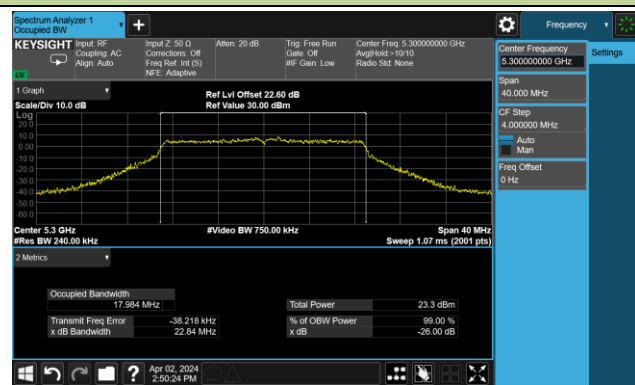 Spectrum Analyzer 1
Occupied BW
Frequency
KEYSIGHT
Input: RF
Coupling: AC
Align: Auto
Input Z: 50 Ω
Corrections: Off
Freq Ref: Int (S)
NFE: Adaptive
Atten: 20 dB
Trig: Free Run
Gate: Off
#IF Gain: Low
Center Freq: 5.300000000 GHz
Avg|Hold:>10/10
Radio Std: None
LXI
Center Frequency
5.300000000 GHz
Settings
Span
40.000 MHz
CF Step
4.000000 MHz
Auto
Man
Freq Offset
0 Hz
1 Graph
Scale/Div 10.0 dB
Ref Lvl Offset 22.60 dB
Ref Value 30.00 dBm
Log
20.0
10.0
0.00
-10.0
-20.0
-30.0
-40.0
-50.0
-60.0
Center 5.3 GHz
#Video BW 750.00 kHz
Span 40 MHz
#Res BW 240.00 kHz
Sweep 1.07 ms (2001 pts)
2 Metrics
Occupied Bandwidth
17.984 MHz
Total Power 23.3 dBm
Transmit Freq Error -38.218 kHz
% of OBW Power 99.00 %
x dB Bandwidth 22.84 MHz
x dB -26.00 dB
?
Apr 02, 2024
2:50:24 PM